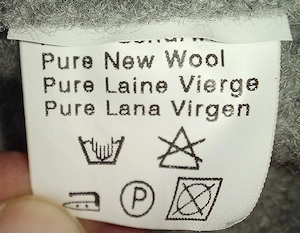 Pure New Wool
Pure Laine Vierge
Pure Lana Virgen
P